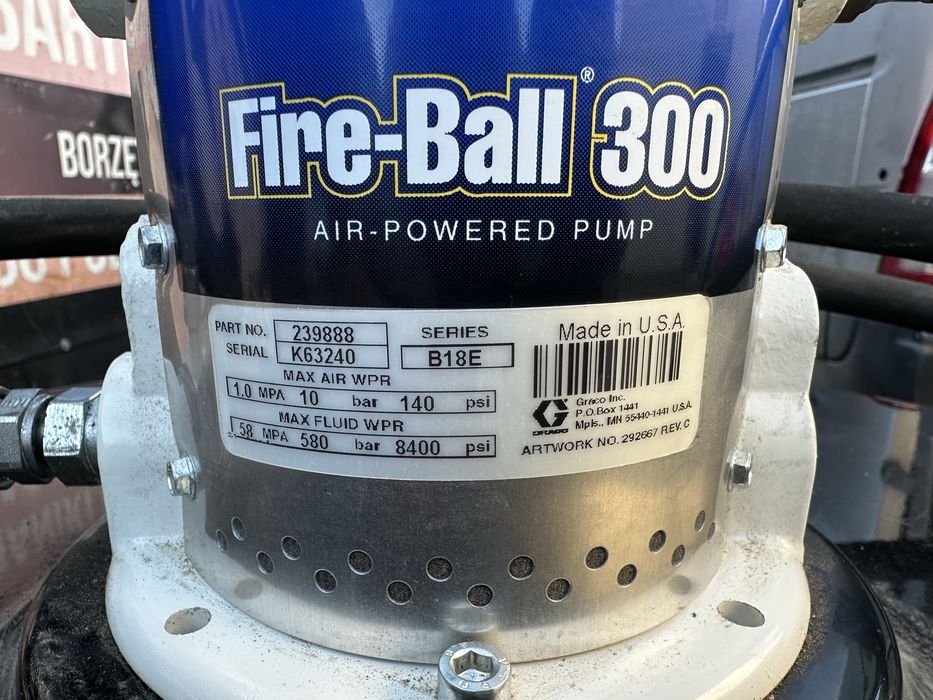 BORZĘ
Fire-Ball® 300
AIR-POWERED PUMP
PART NO. 239888
SERIAL K63240
SERIES
B18E
MAX AIR WPR
1.0 MPA 10 bar 140 psi
MAX FLUID WPR
58 MPA 580 bar 8400 psi
Made in U.S.A.
Graco Inc.
P.O.Box 1441
Mpls., MN 55440-1441 U.S.A.
GRACO
ARTWORK NO. 292667 REV. C